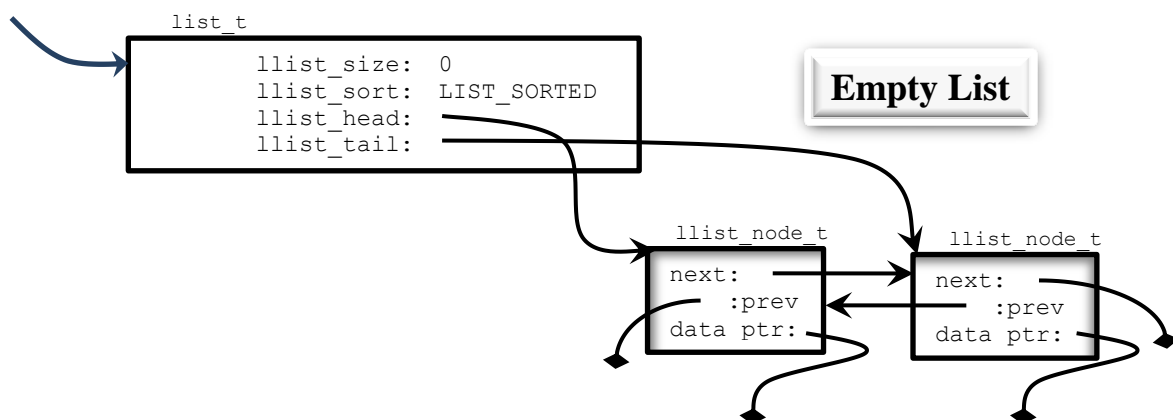 list_t
llist_size: 0
llist_sort: LIST_SORTED
llist_head:
llist_tail:
Empty List
llist_node_t
next:
:prev
data ptr:
llist_node_t
next:
:prev
data ptr: